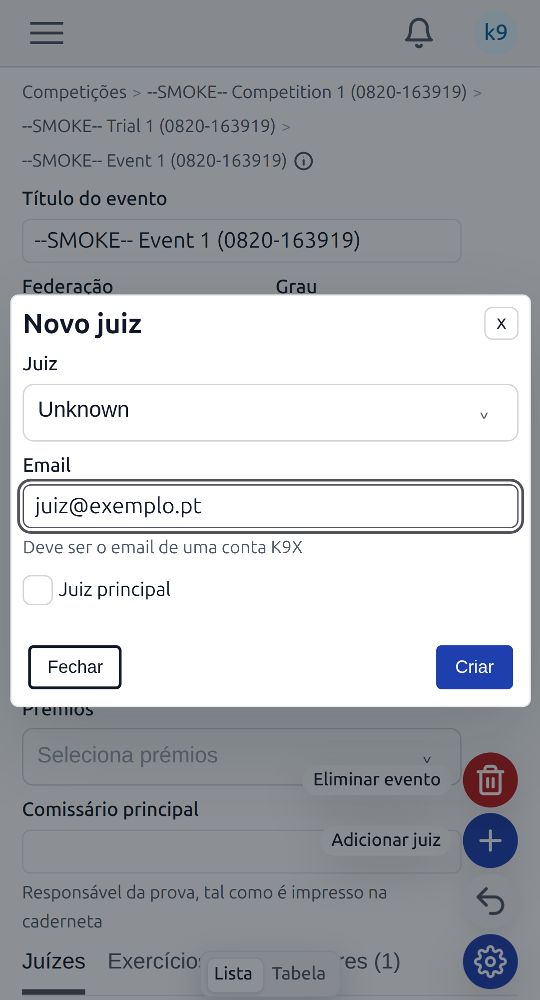 k9
Competições > --SMOKE-- Competition 1 (0820-163919) >
--SMOKE-- Trial 1 (0820-163919) >
--SMOKE-- Event 1 (0820-163919)
Título do evento
--SMOKE-- Event 1 (0820-163919)
Federação Grau
Novo juiz x
Juiz
Unknown
Email
juiz@exemplo.pt
Deve ser o email de uma conta K9X
Juiz principal
Fechar Criar
Prémios
Seleciona prémios
Eliminar evento
Comissário principal
Adicionar juiz
Responsável da prova, tal como é impresso na
caderneta
Juízes Exercícios res (1)
Lista Tabela